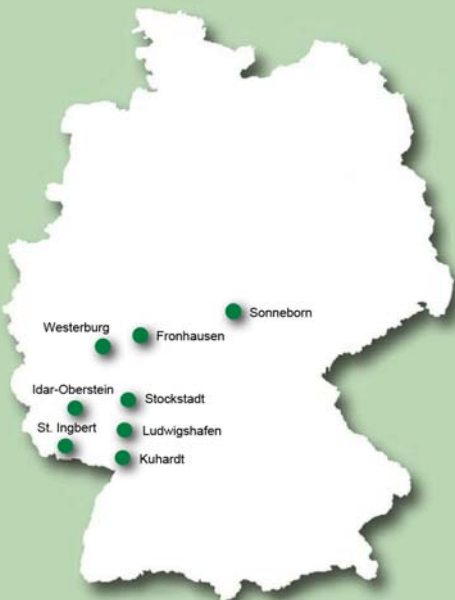 Sonneborn
Westerburg
Fronhausen
Idar-Oberstein
Stockstadt
St. Ingbert
Ludwigshafen
Kuhardt